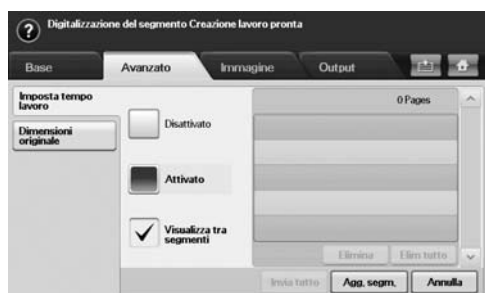 Digitalizzazione del segmento Creazione lavoro pronta
Base
Avanzato
Immagine
Output
Imposta tempo
lavoro
Dimensioni
originale
Disattivato
Attivato
Visualizza tra
segmenti
0 Pages
Elimina
Elim tutto
Invia tutto
Agg. segm.
Annulla